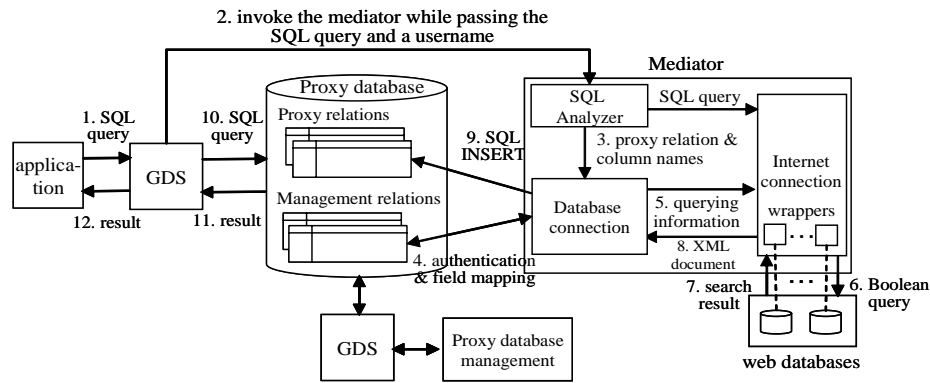 2. invoke the mediator while passing the
SQL query and a username
Mediator
Proxy database
SQL
Analyzer
SQL query
1. SQL
query
10. SQL
query
Proxy relations
9. SQL
INSERT
3. proxy relation &
column names
applica-
tion
GDS
Internet
connection
12. result
11. result
Management relations
Database
connection
5. querying
information
wrappers
...
8. XML
document
4. authentication
& field mapping
7. search
result
...
6. Boolean
query
GDS
Proxy database
management
web databases